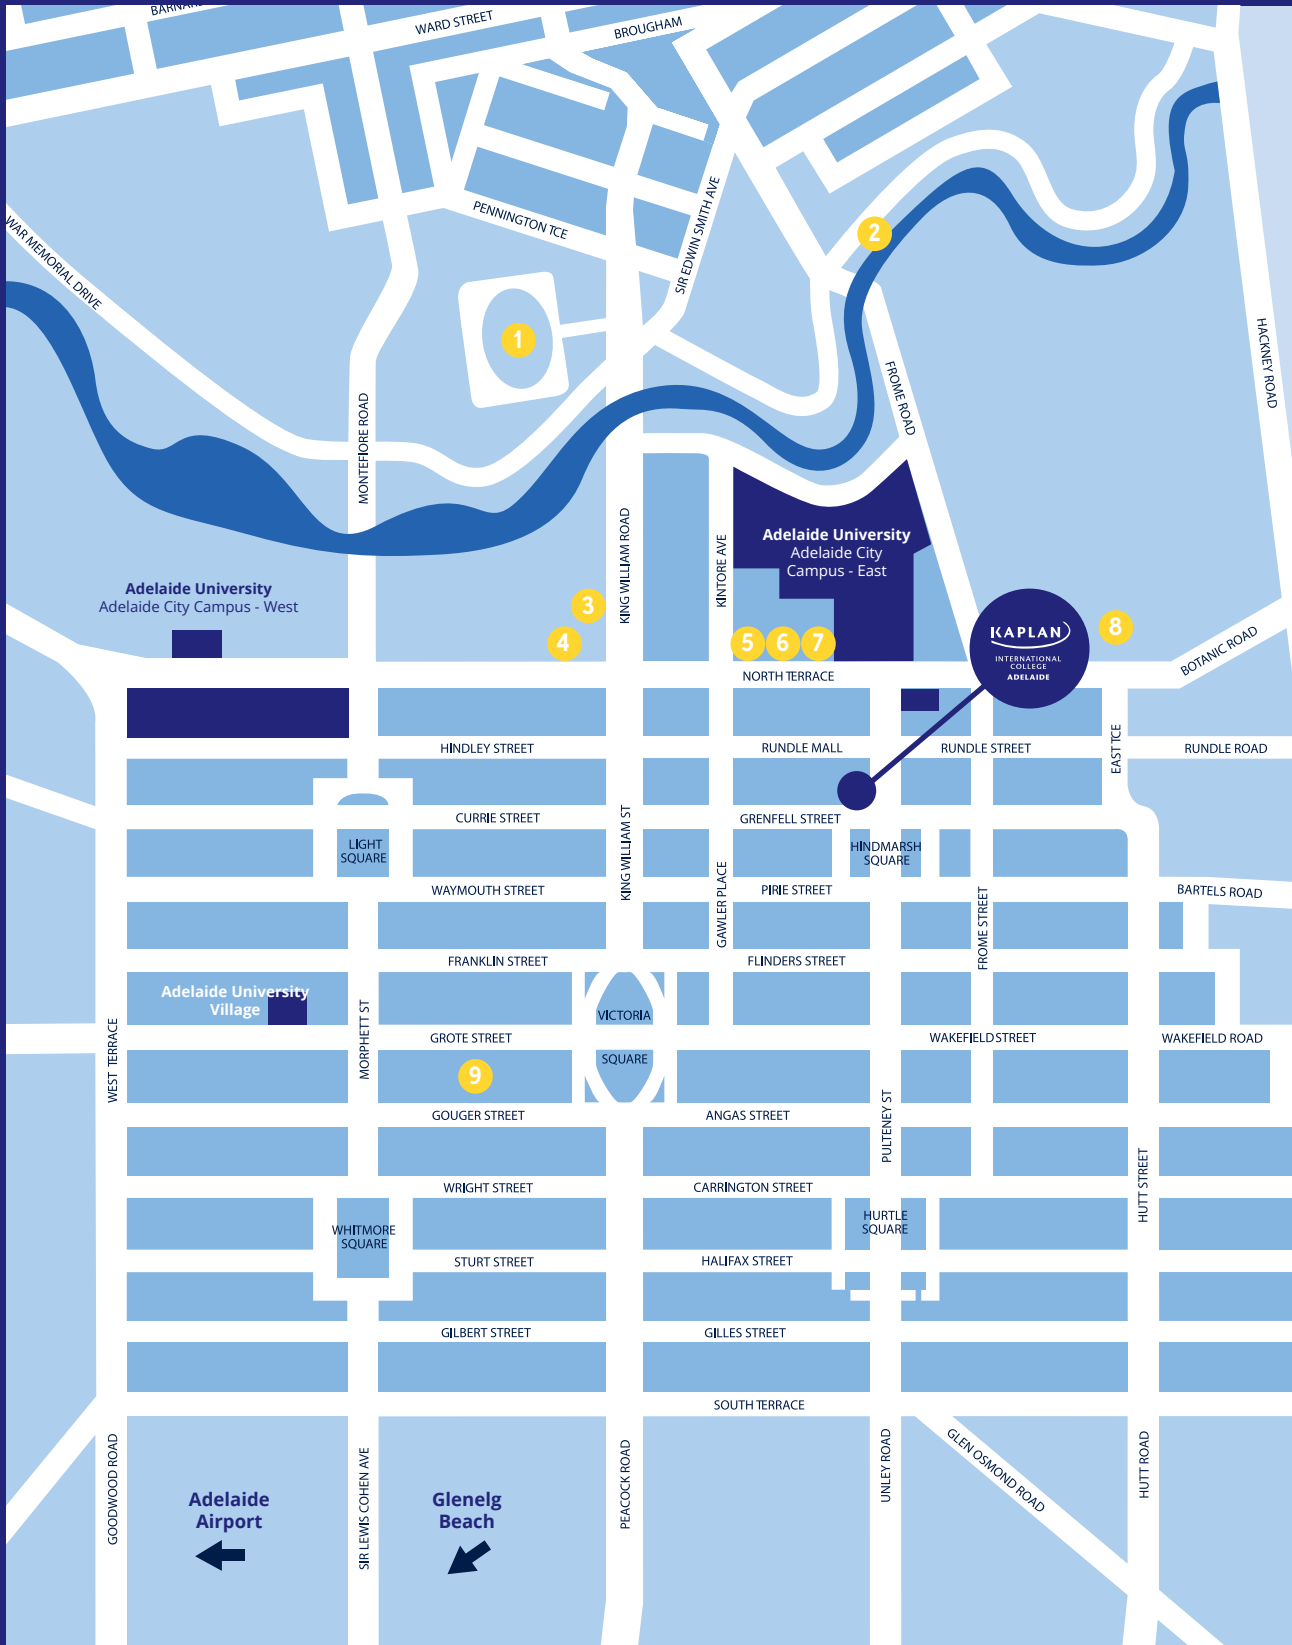 WARD STREET
BROUGHAM
PENNINGTON TCE
SIR EDWIN SMITH AVE
WAR MEMORIAL DRIVE
2
1
HACKNEY ROAD
FROME ROAD
MONTEFIORE ROAD
KING WILLIAM ROAD
KINTORE AVE
Adelaide University
Adelaide City
Campus - East
Adelaide University
Adelaide City Campus - West
3
4
5
6
7
8
KAPLAN
INTERNATIONAL
COLLEGE
ADELAIDE
BOTANIC ROAD
NORTH TERRACE
HINDLEY STREET
RUNDLE MALL
RUNDLE STREET
EAST TCE
RUNDLE ROAD
CURRIE STREET
KING WILLIAM ST
GRENFELL STREET
LIGHT
SQUARE
HINDMARSH
SQUARE
WAYMOUTH STREET
GAWLER PLACE
PIRIE STREET
FROME STREET
BARTELS ROAD
FRANKLIN STREET
FLINDERS STREET
Adelaide University
Village
VICTORIA
SQUARE
WEST TERRACE
MORPHETT ST
GROTE STREET
WAKEFIELD STREET
WAKEFIELD ROAD
9
GOUGER STREET
ANGAS STREET
PULTENEY ST
HUTT STREET
WRIGHT STREET
CARRINGTON STREET
WHITMORE
SQUARE
HURTLE
SQUARE
STURT STREET
HALIFAX STREET
GILBERT STREET
GILLES STREET
SOUTH TERRACE
GOODWOOD ROAD
Adelaide
Airport
SIR LEWIS COHEN AVE
Glenelg
Beach
PEACOCK ROAD
UNLEY ROAD
GLEN OSMOND ROAD
HUTT ROAD